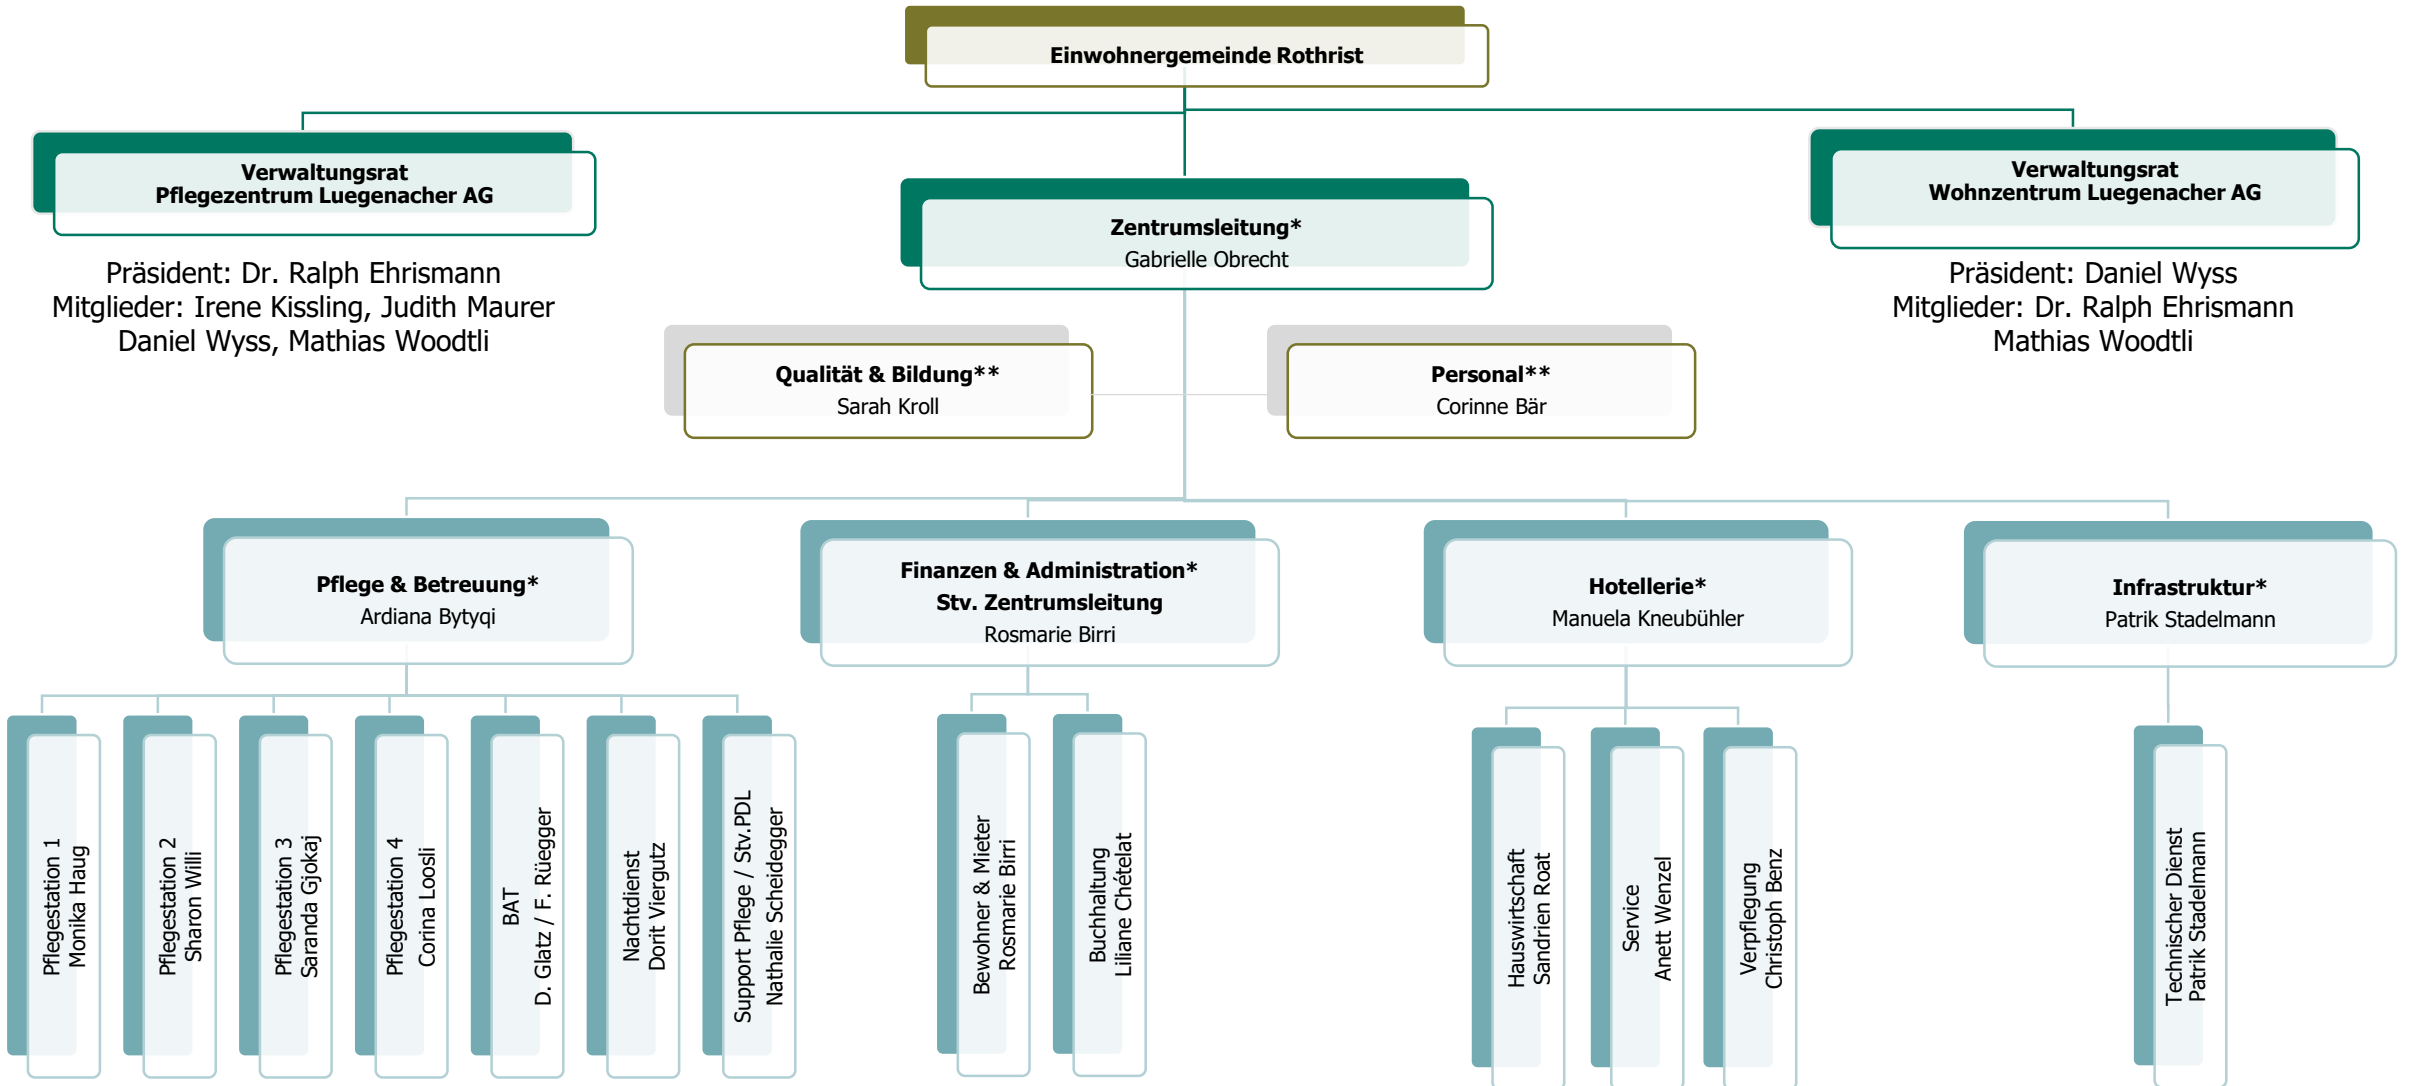 Einwohnergemeinde Rothrist
Verwaltungsrat
Pflegezentrum Luegenacher AG
Präsident: Dr. Ralph Ehrismann
Mitglieder: Irene Kissling, Judith Maurer
Daniel Wyss, Mathias Woodtli
Zentrumsleitung*
Gabrielle Obrecht
Verwaltungsrat
Wohnzentrum Luegenacher AG
Präsident: Daniel Wyss
Mitglieder: Dr. Ralph Ehrismann
Mathias Woodtli
Qualität & Bildung**
Sarah Kroll
Personal**
Corinne Bär
Pflege & Betreuung*
Ardiana Bytyqi
Finanzen & Administration*
Stv. Zentrumsleitung
Rosmarie Birri
Hotellerie*
Manuela Kneubühler
Infrastruktur*
Patrik Stadelmann
Pflegestation 1
Monika Haug
Pflegestation 2
Sharon Willi
Pflegestation 3
Saranda Gjokaj
Pflegestation 4
Corina Loosli
BAT
D. Glatz / F. Rüegger
Nachtdienst
Dorit Viergutz
Support Pflege / Stv.PDL
Nathalie Scheidegger
Bewohner & Mieter
Rosmarie Birri
Buchhaltung
Liliane Chételat
Hauswirtschaft
Sandrien Roat
Service
Anett Wenzel
Verpflegung
Christoph Benz
Technischer Dienst
Patrik Stadelmann